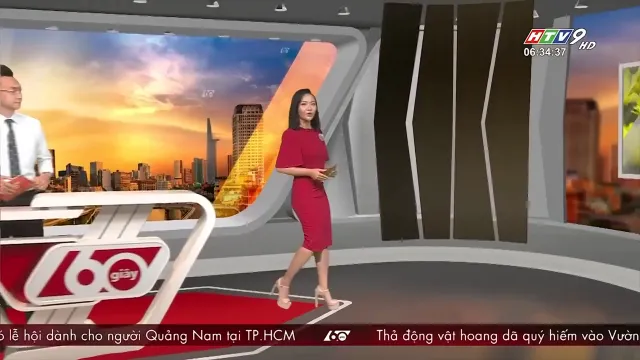 HTV9 HD
06:34:37
60 giây
ó lễ hội dành cho người Quảng Nam tại TP.HCM 60 Thả động vật hoang dã quý hiếm vào Vườn